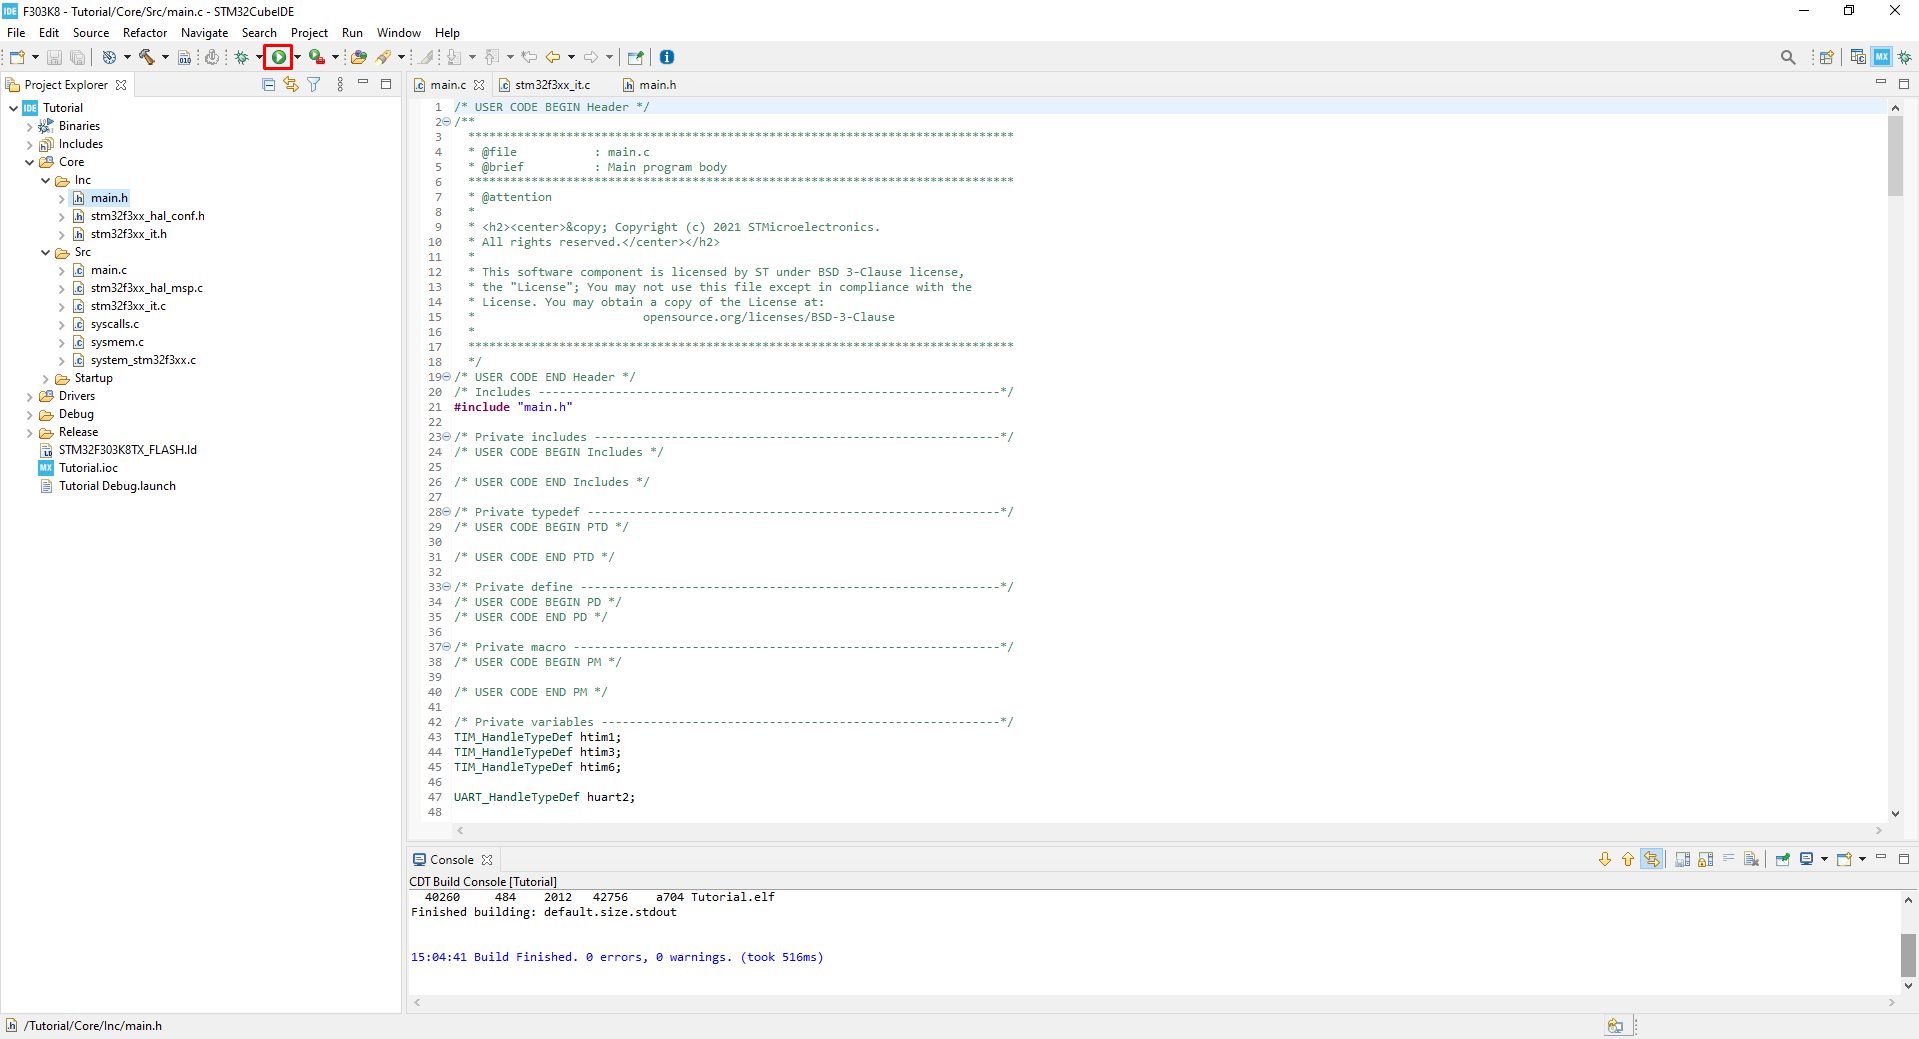 F303K8 - Tutorial/Core/Src/main.c - STM32CubeIDE
File Edit Source Refactor Navigate Search Project Run Window Help
Project Explorer
Tutorial
Binaries
Includes
Core
Inc
main.h
stm32f3xx_hal_conf.h
stm32f3xx_it.h
Src
main.c
stm32f3xx_hal_msp.c
stm32f3xx_it.c
syscalls.c
sysmem.c
system_stm32f3xx.c
Startup
Drivers
Debug
Release
STM32F303K8TX_FLASH.ld
Tutorial.ioc
Tutorial Debug.launch
main.c stm32f3xx_it.c main.h
1 /* USER CODE BEGIN Header */
2 /**
3 ******************************************************************************
4 * @file : main.c
5 * @brief : Main program body
6 ******************************************************************************
7 * @attention
8 *
9 * <h2><center>&copy; Copyright (c) 2021 STMicroelectronics.
10 * All rights reserved.</center></h2>
11 *
12 * This software component is licensed by ST under BSD 3-Clause license,
13 * the "License"; You may not use this file except in compliance with the
14 * License. You may obtain a copy of the License at:
15 * opensource.org/licenses/BSD-3-Clause
16 *
17 ******************************************************************************
18 */
19 /* USER CODE END Header */
20 /* Includes ------------------------------------------------------------------*/
21 #include "main.h"
22
23 /* Private includes ----------------------------------------------------------*/
24 /* USER CODE BEGIN Includes */
25
26 /* USER CODE END Includes */
27
28 /* Private typedef -----------------------------------------------------------*/
29 /* USER CODE BEGIN PTD */
30
31 /* USER CODE END PTD */
32
33 /* Private define ------------------------------------------------------------*/
34 /* USER CODE BEGIN PD */
35 /* USER CODE END PD */
36
37 /* Private macro -------------------------------------------------------------*/
38 /* USER CODE BEGIN PM */
39
40 /* USER CODE END PM */
41
42 /* Private variables ---------------------------------------------------------*/
43 TIM_HandleTypeDef htim1;
44 TIM_HandleTypeDef htim3;
45 TIM_HandleTypeDef htim6;
46
47 UART_HandleTypeDef huart2;
48
Console
CDT Build Console [Tutorial]
40260 484 2012 42756 a704 Tutorial.elf
Finished building: default.size.stdout
15:04:41 Build Finished. 0 errors, 0 warnings. (took 516ms)
/Tutorial/Core/Inc/main.h